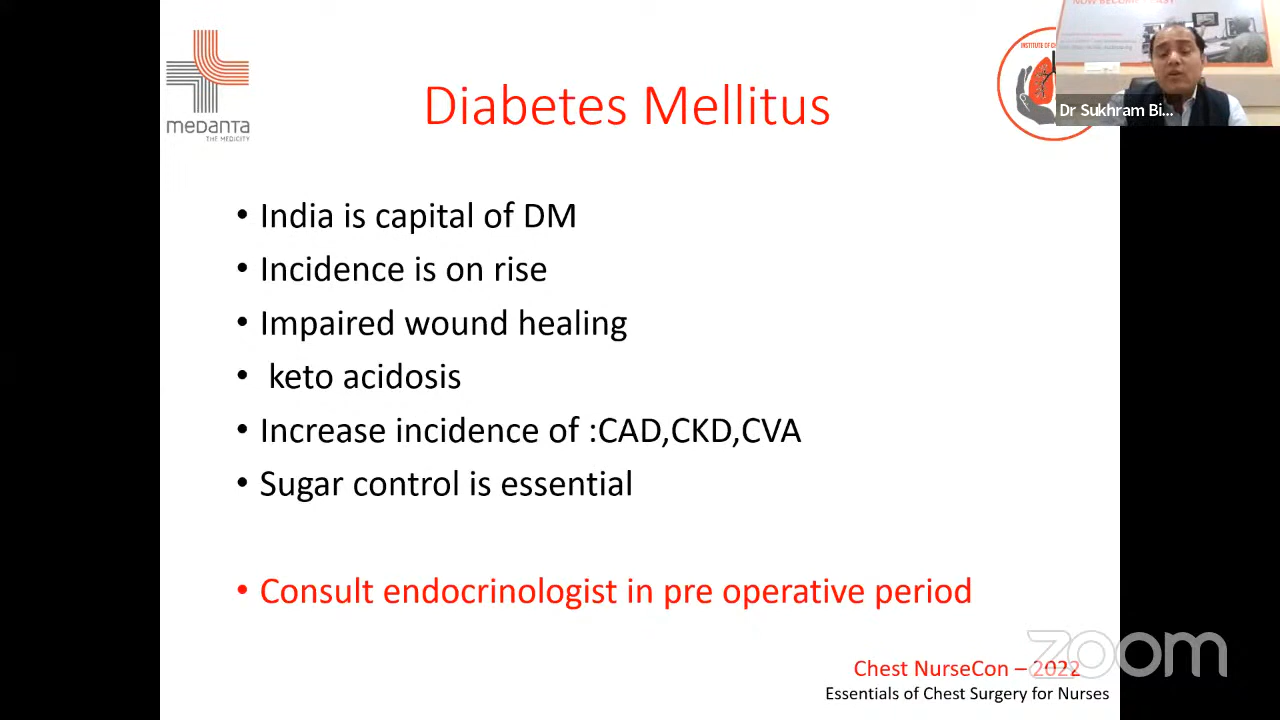 medanta
THE MEDICITY
INSTITUTE OF
Diabetes Mellitus
Dr Sukhram Bi...
• India is capital of DM
• Incidence is on rise
• Impaired wound healing
• keto acidosis
• Increase incidence of :CAD,CKD,CVA
• Sugar control is essential
• Consult endocrinologist in pre operative period
zoom
Chest NurseCon – 2022
Essentials of Chest Surgery for Nurses